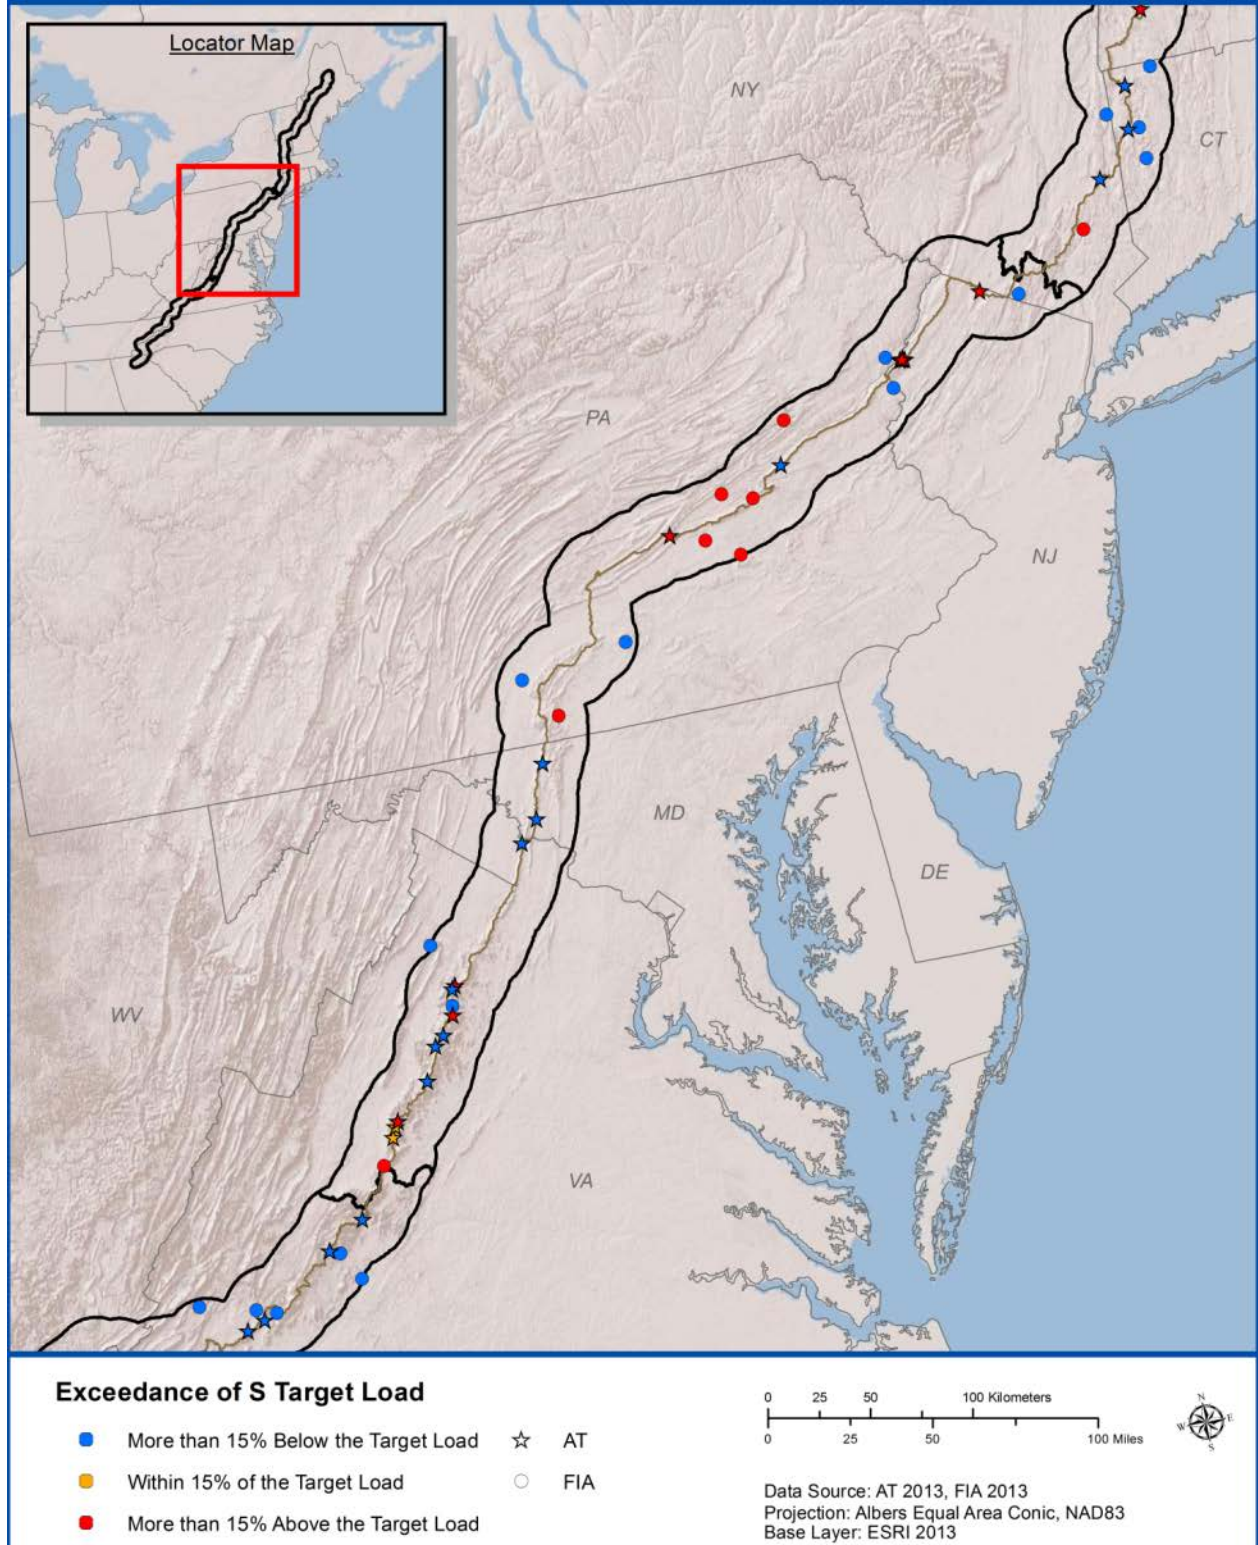 Locator Map
NY
CT
PA
NJ
MD
DE
WV
VA
Exceedance of S Target Load
More than 15% Below the Target Load
AT
Within 15% of the Target Load
FIA
More than 15% Above the Target Load
0 25 50 100 Kilometers
0 25 50 100 Miles
N
W E
S
Data Source: AT 2013, FIA 2013
Projection: Albers Equal Area Conic, NAD83
Base Layer: ESRI 2013